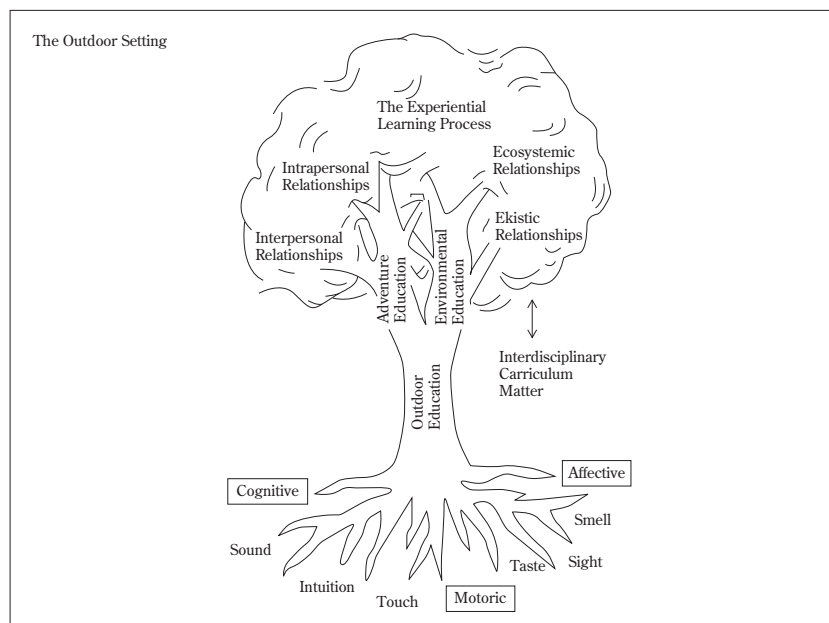 The Outdoor Setting
The Experiential
Learning Process
Intrapersonal
Relationships
Ecosystemic
Relationships
Interpersonal
Relationships
Ekistic
Relationships
Adventure
Education
Environmental
Education
Interdisciplinary
Carriculum
Matter
Outdoor
Education
Cognitive
Affective
Sound
Smell
Intuition
Taste
Sight
Touch
Motoric